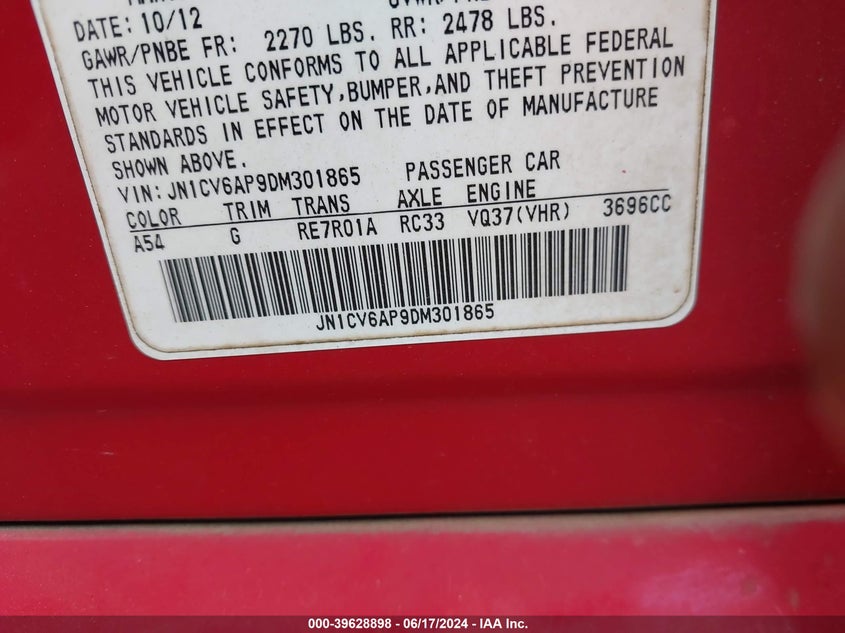 DATE: 10/12
GAWR/PNBE FR: 2270 LBS. RR: 2478 LBS.
THIS VEHICLE CONFORMS TO ALL APPLICABLE FEDERAL
MOTOR VEHICLE SAFETY,BUMPER,AND THEFT PREVENTION
STANDARDS IN EFFECT ON THE DATE OF MANUFACTURE
SHOWN ABOVE.
VIN: JN1CV6AP9DM301865 PASSENGER CAR
COLOR TRIM TRANS AXLE ENGINE
A54 G RE7R01A RC33 VQ37(VHR) 3696CC
JN1CV6AP9DM301865
000-39628898 - 06/17/2024 - IAA Inc.